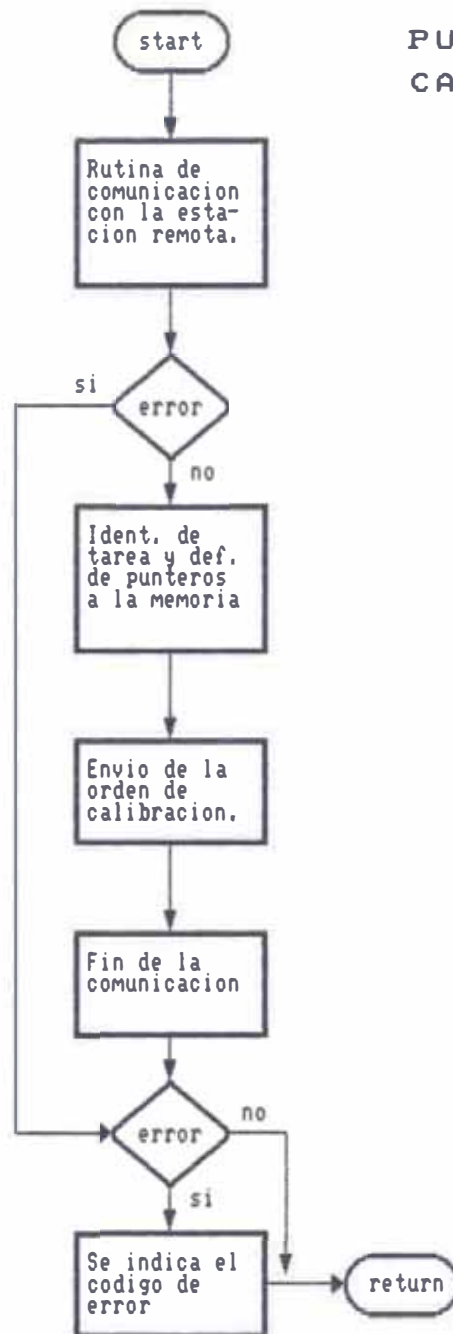 start
PU
CA
Rutina de
comunicacion
con la esta-
cion remota.
si
error
no
Ident. de
tarea y def.
de punteros
a la memoria
Envio de la
orden de
calibracion.
Fin de la
comunicacion
error
no
si
Se indica el
codigo de
error
return